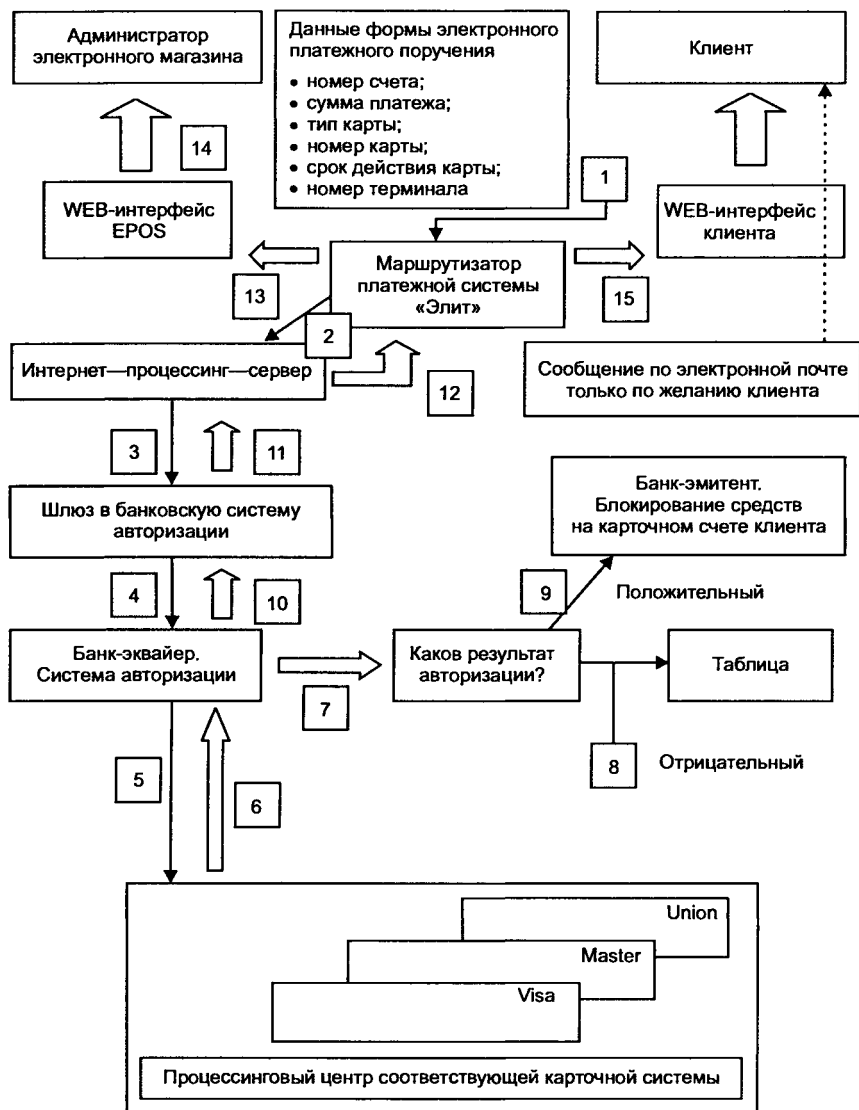 Администратор
электронного магазина
Данные формы электронного
платежного поручения
• номер счета;
• сумма платежа;
• тип карты;
• номер карты;
• срок действия карты;
• номер терминала
Клиент
14
1
WEB-интерфейс
EPOS
WEB-интерфейс
клиента
Маршрутизатор
платежной системы
«Элит»
13
15
2
Интернет—процессинг—сервер
12
Сообщение по электронной почте
только по желанию клиента
3
11
Шлюз в банковскую систему
авторизации
Банк-эмитент.
Блокирование средств
на карточном счете клиента
4
10
9
Положительный
Банк-эквайер.
Система авторизации
Каков результат
авторизации?
Таблица
7
8
Отрицательный
5
6
Union
Master
Visa
Процессинговый центр соответствующей карточной системы